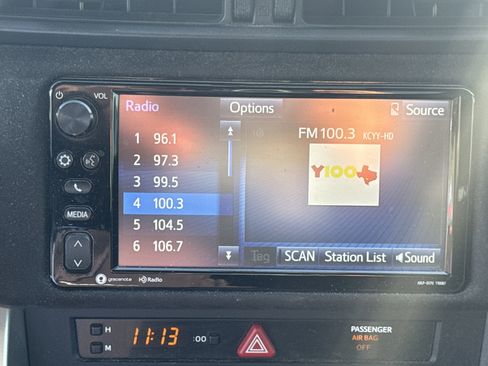 VOL
Radio
Options
Source
1 96.1
2 97.3
3 99.5
4 100.3
5 104.5
6 106.7
FM 100.3 KCYY-HD
Y100
MEDIA
Tag
SCAN
Station List
Sound
gracenote
HD Radio
H
M
11:13
:00
PASSENGER
AIR BAG
OFF